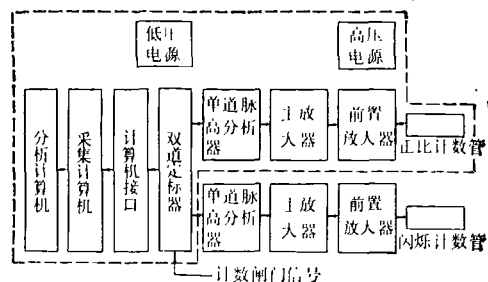 低压
电源
高压
电源
分析计算机
采集计算机
计算机接口
双道定标器
单道脉
高分析
器
主放
大器
前置
放大器
正比计数管
单道脉
高分析
器
主放
大器
前置
放大器
闪烁计数管
计数闸门信号